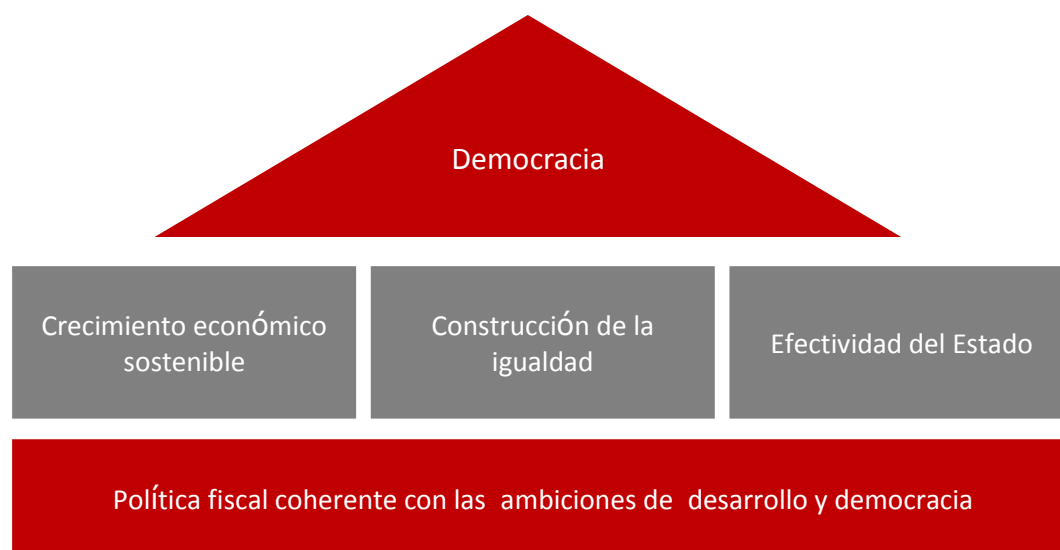 Democracia
Crecimiento econÓmico
sostenible
ConstrucciÓn de la
igualdad
Efectividad del Estado
PolÍtica fiscal coherente con las ambiciones de desarrollo y democracia